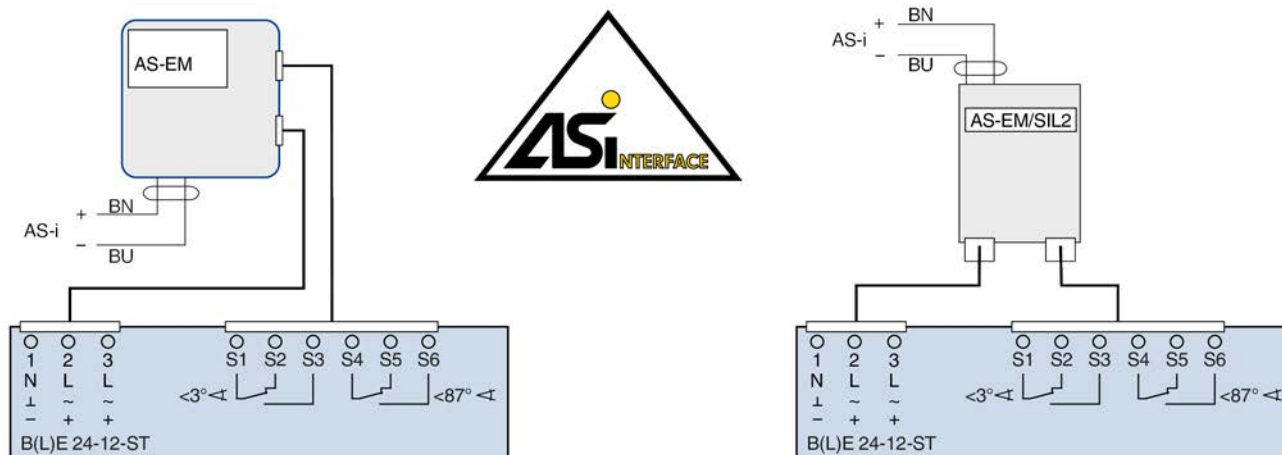 AS-EM
+ BN
AS-i
− BU
1 2 3 S1 S2 S3 S4 S5 S6
N L L
<3° <87°
⊥ ~ ~
− + +
B(L)E 24-12-ST
ASi
NTERFACE
+ BN
AS-i
− BU
AS-EM/SIL2
1 2 3 S1 S2 S3 S4 S5 S6
N L L
<3° <87°
⊥ ~ ~
− + +
B(L)E 24-12-ST